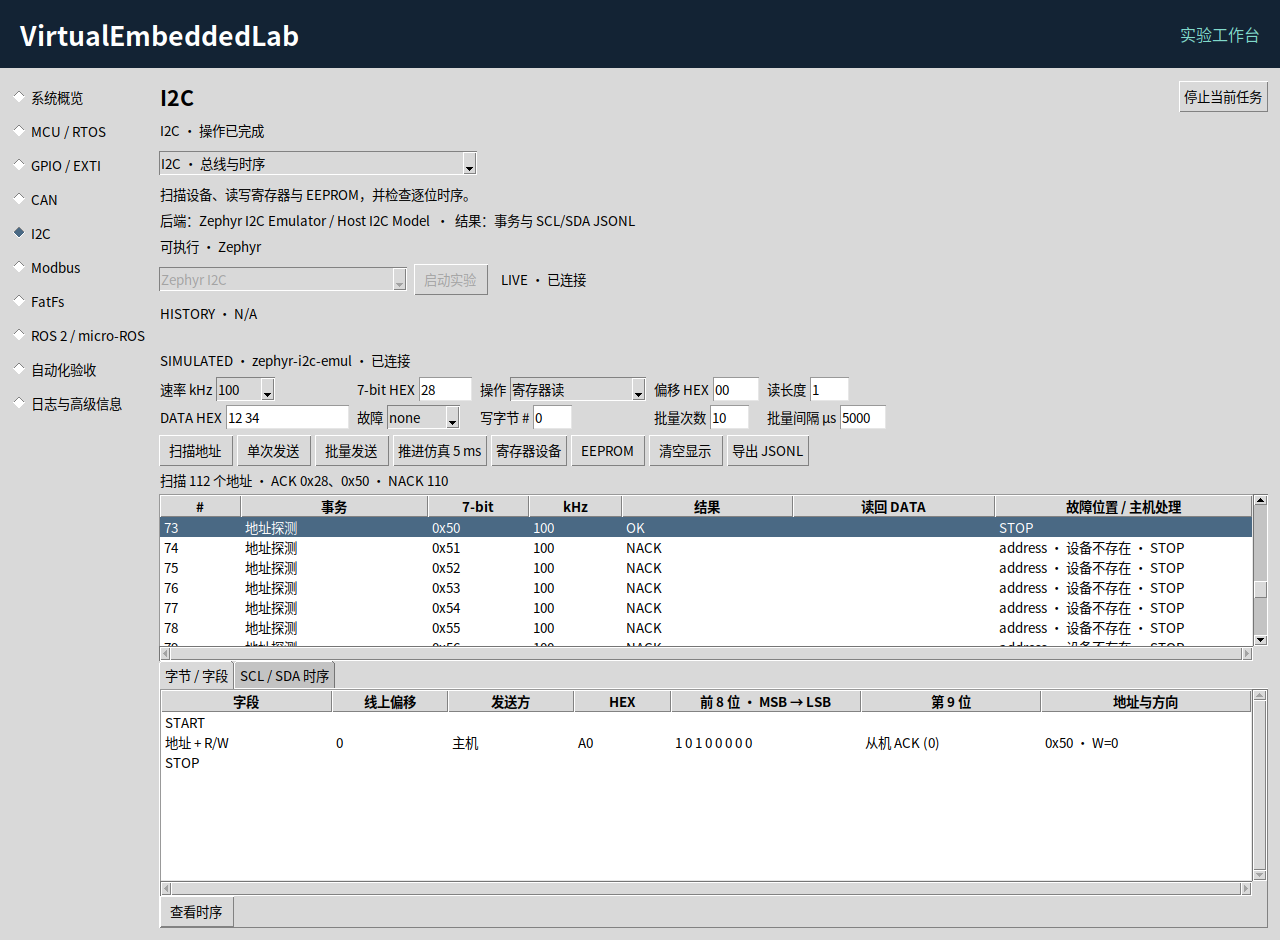 VirtualEmbeddedLab
实验工作台
系统概览
MCU / RTOS
GPIO / EXTI
CAN
I2C
Modbus
FatFs
ROS 2 / micro-ROS
自动化验收
日志与高级信息
I2C
停止当前任务
I2C · 操作已完成
I2C · 总线与时序
扫描设备、读写寄存器与 EEPROM，并检查逐位时序。
后端：Zephyr I2C Emulator / Host I2C Model · 结果：事务与 SCL/SDA JSONL
可执行 · Zephyr
Zephyr I2C 启动实验 LIVE · 已连接
HISTORY · N/A
SIMULATED · zephyr-i2c-emul · 已连接
速率 kHz 100 7-bit HEX 28 操作 寄存器读 偏移 HEX 00 读长度 1
DATA HEX 12 34 故障 none 写字节 # 0 批量次数 10 批量间隔 µs 5000
扫描地址 单次发送 批量发送 推进仿真 5 ms 寄存器设备 EEPROM 清空显示 导出 JSONL
扫描 112 个地址 · ACK 0x28、0x50 · NACK 110
# 事务 7-bit kHz 结果 读回 DATA 故障位置 / 主机处理
73 地址探测 0x50 100 OK STOP
74 地址探测 0x51 100 NACK address · 设备不存在 · STOP
75 地址探测 0x52 100 NACK address · 设备不存在 · STOP
76 地址探测 0x53 100 NACK address · 设备不存在 · STOP
77 地址探测 0x54 100 NACK address · 设备不存在 · STOP
78 地址探测 0x55 100 NACK address · 设备不存在 · STOP
字节 / 字段 SCL / SDA 时序
字段 线上偏移 发送方 HEX 前 8 位 · MSB → LSB 第 9 位 地址与方向
START
地址 + R/W 0 主机 A0 1 0 1 0 0 0 0 0 从机 ACK (0) 0x50 · W=0
STOP
查看时序